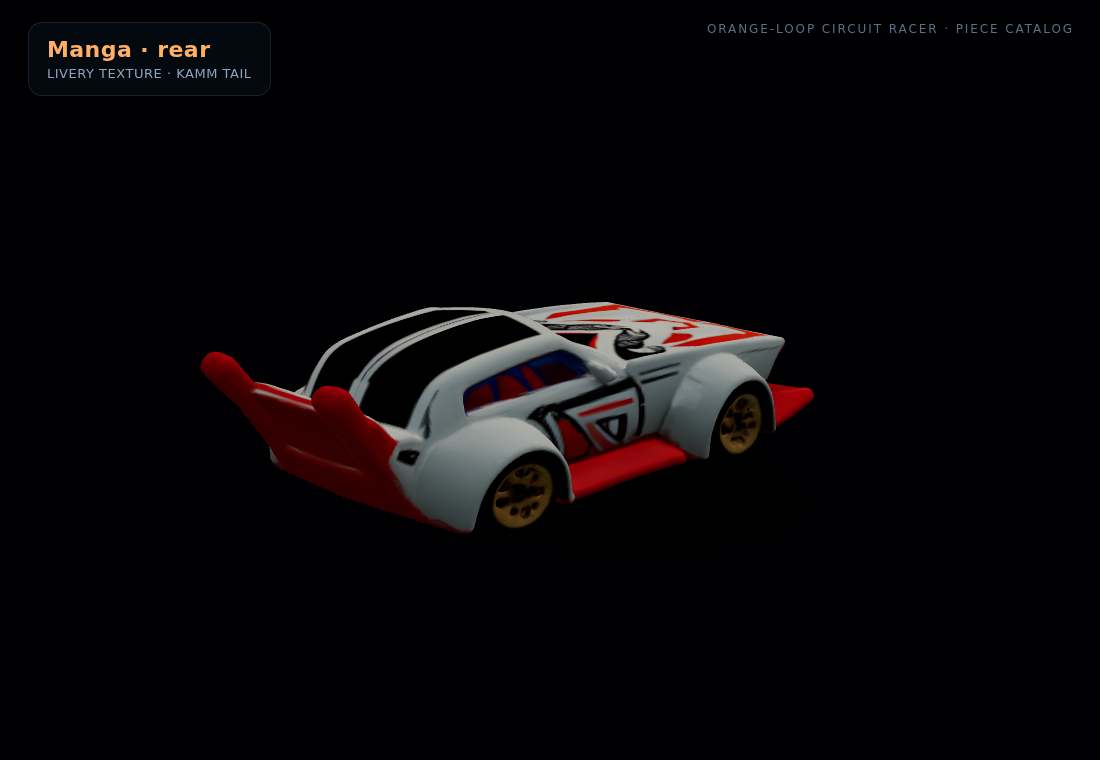 Manga · rear
LIVERY TEXTURE · KAMM TAIL
ORANGE-LOOP CIRCUIT RACER · PIECE CATALOG